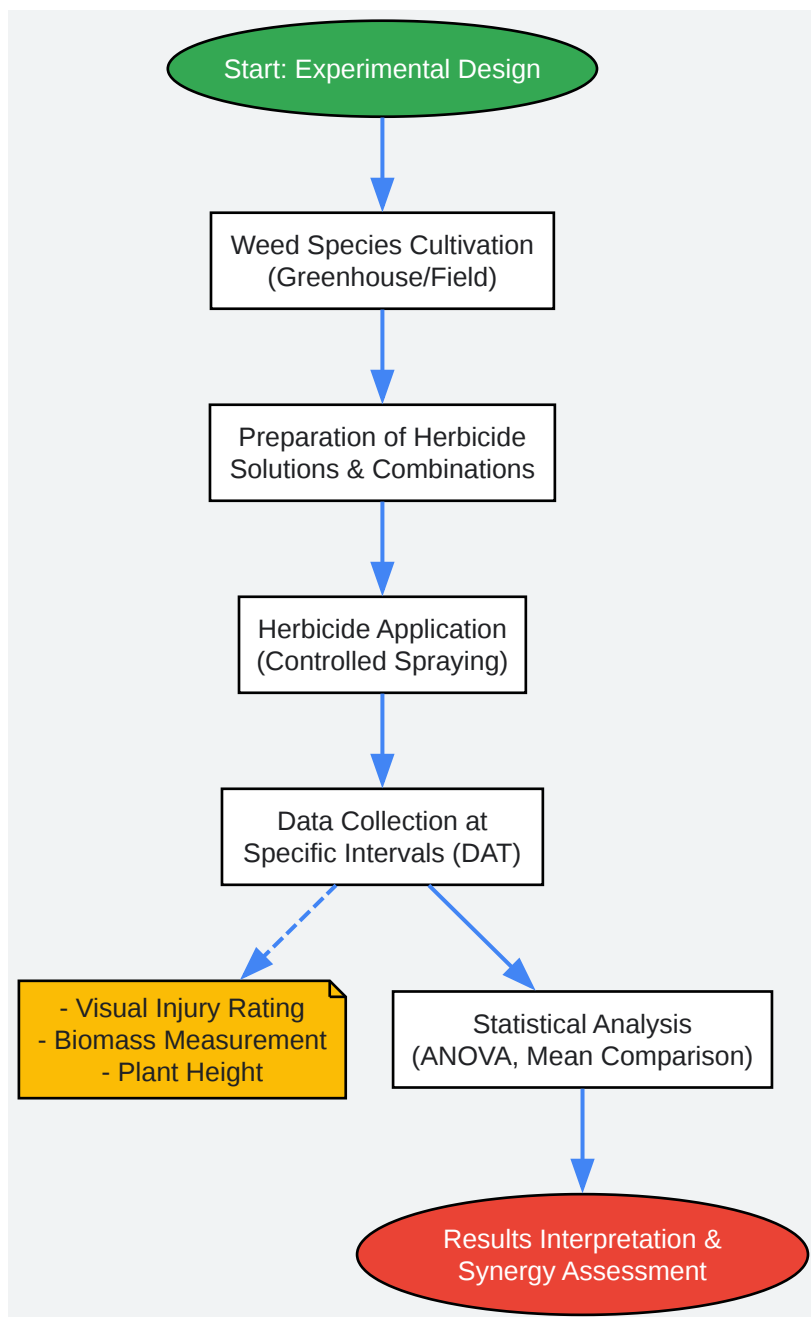 Start: Experimental Design
Weed Species Cultivation
(Greenhouse/Field)
Preparation of Herbicide
Solutions & Combinations
Herbicide Application
(Controlled Spraying)
Data Collection at
Specific Intervals (DAT)
- Visual Injury Rating
- Biomass Measurement
- Plant Height
Statistical Analysis
(ANOVA, Mean Comparison)
Results Interpretation &
Synergy Assessment